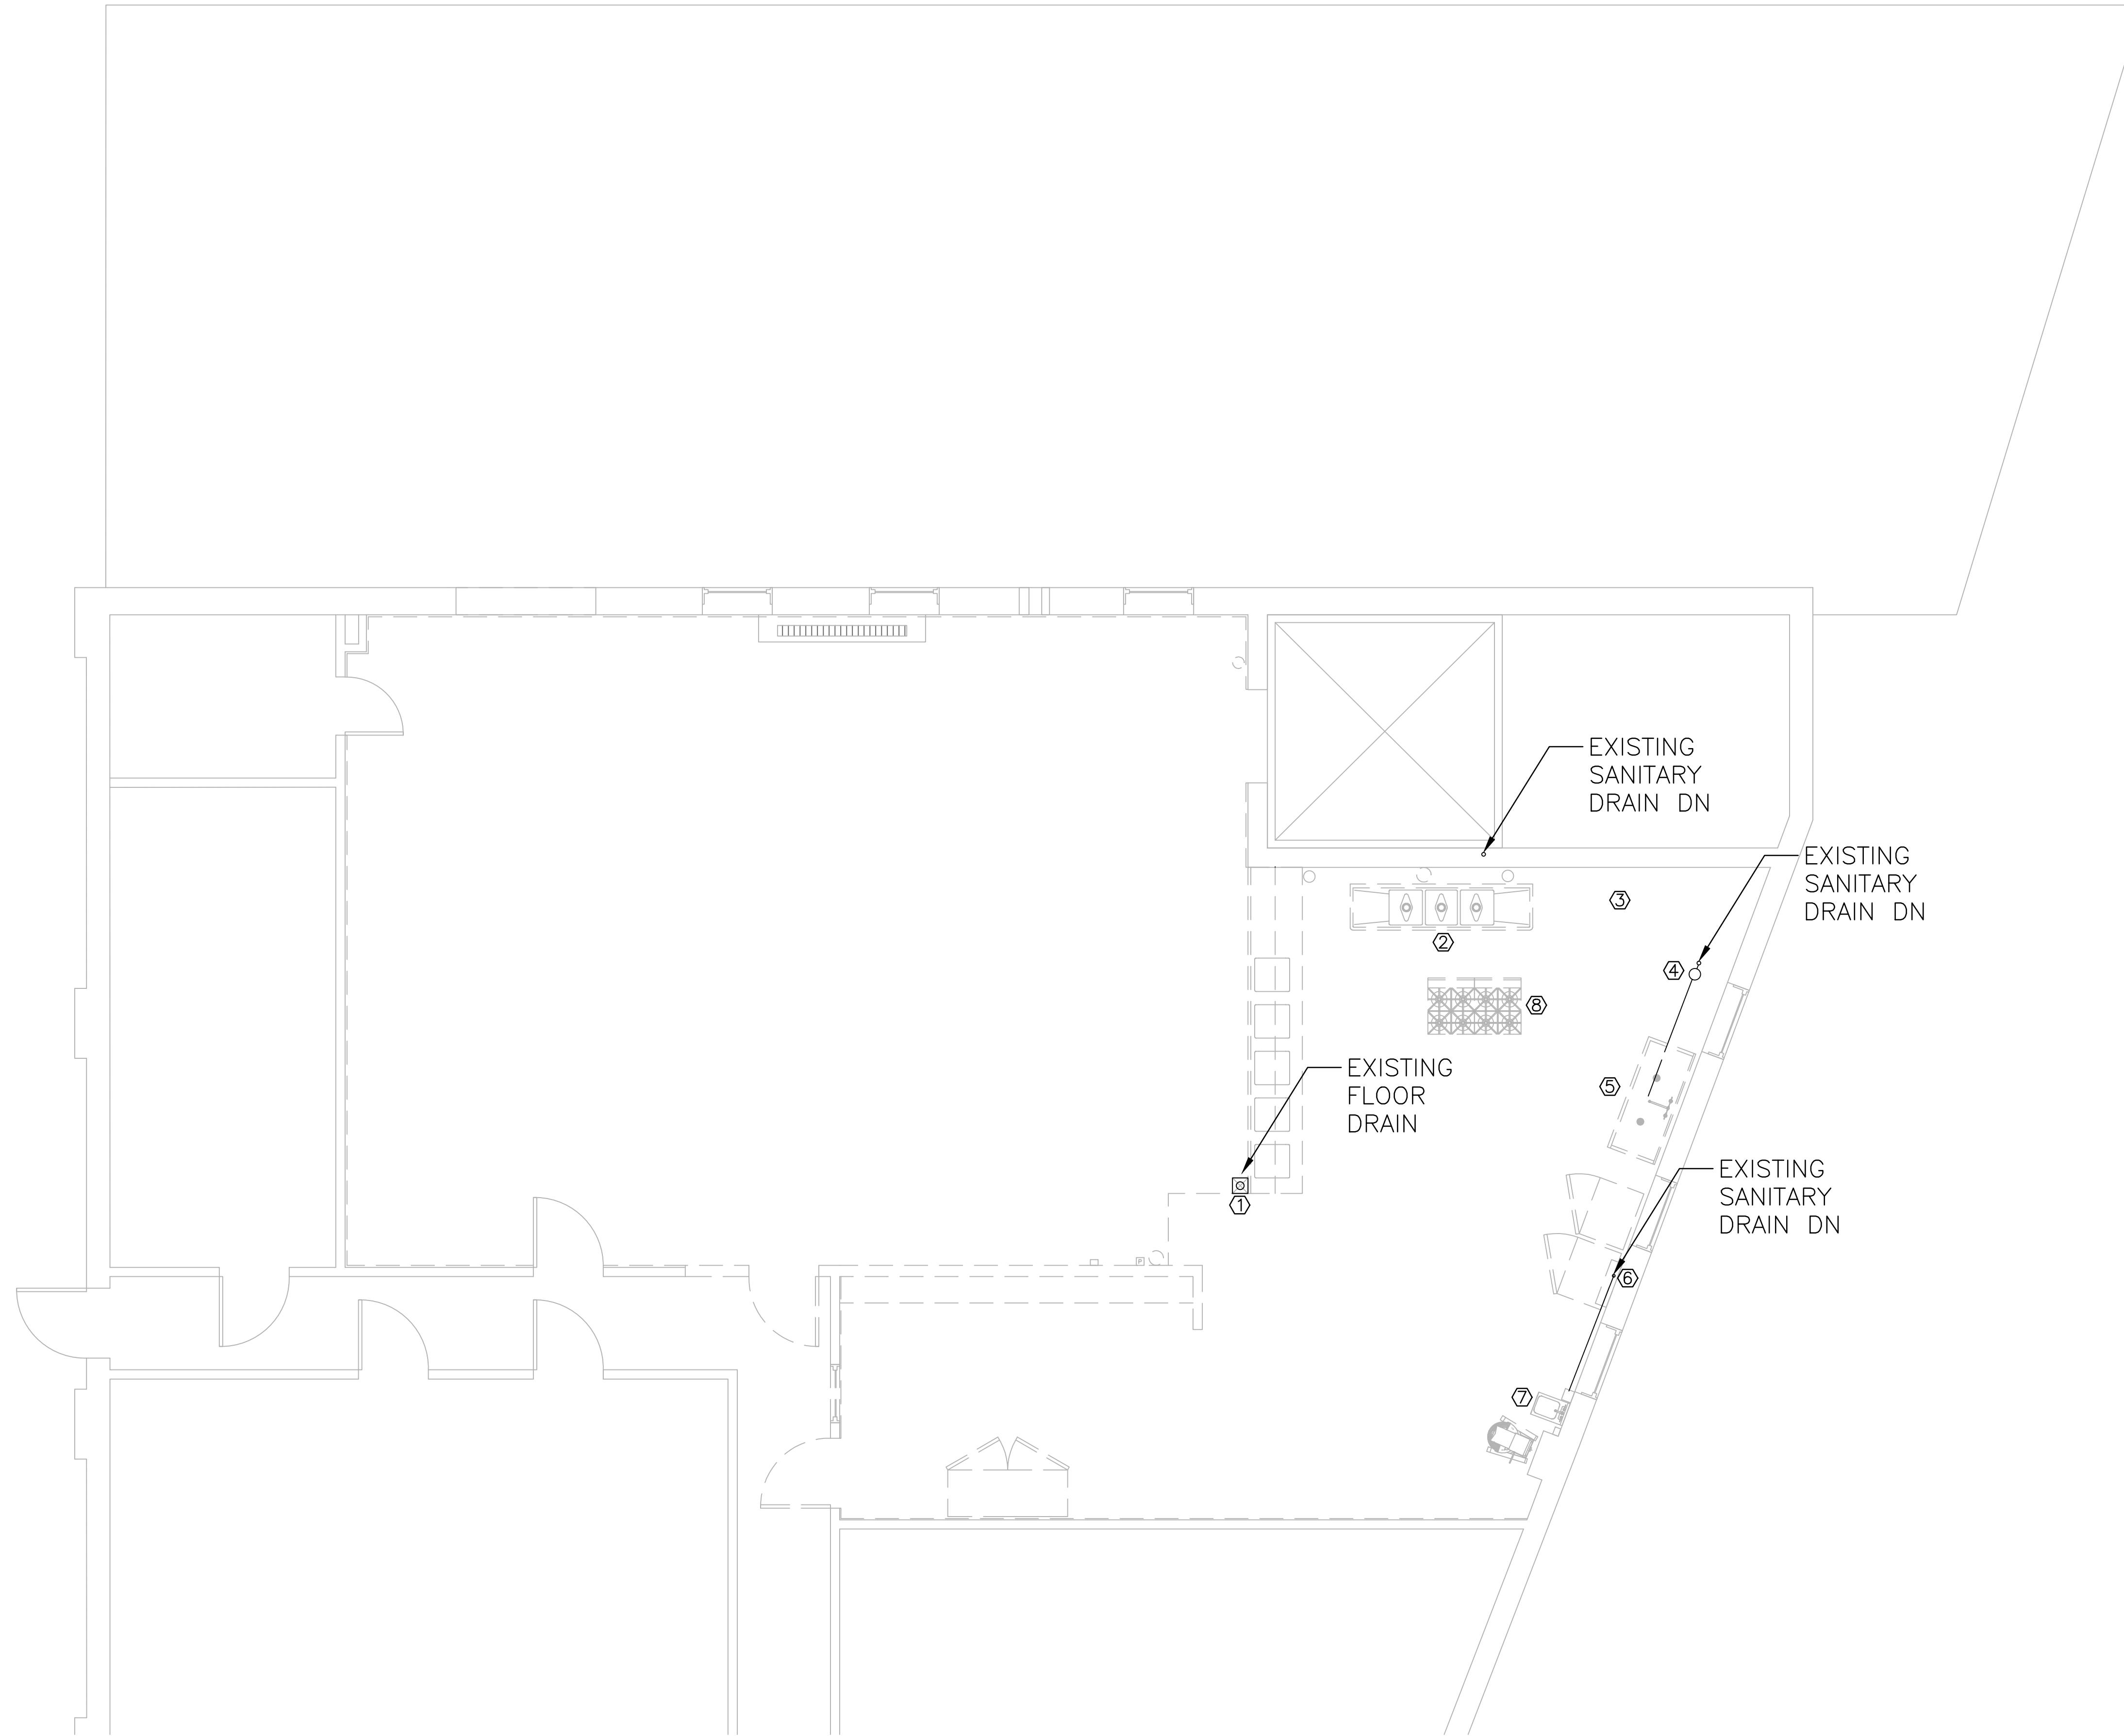 EXISTING
SANITARY
DRAIN DN
EXISTING
SANITARY
DRAIN DN
3
2
4
8
EXISTING
FLOOR
DRAIN
5
EXISTING
SANITARY
DRAIN DN
1
P
6
7